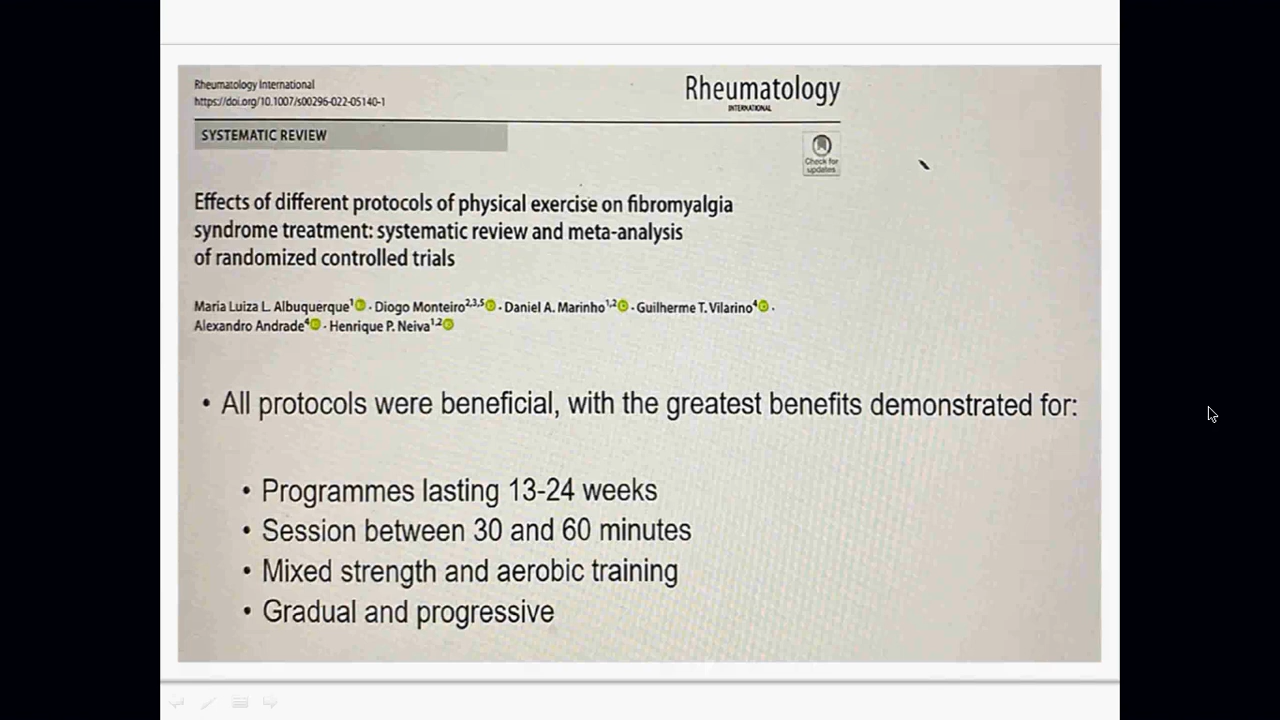 Rheumatology International
https://doi.org/10.1007/s00296-022-05140-1
Rheumatology
INTERNATIONAL
SYSTEMATIC REVIEW
Check for
updates
Effects of different protocols of physical exercise on fibromyalgia
syndrome treatment: systematic review and meta-analysis
of randomized controlled trials
Maria Luiza L. Albuquerque¹ · Diogo Monteiro²,³,⁵ · Daniel A. Marinho¹,² · Guilherme T. Vilarino⁴ ·
Alexandro Andrade⁴ · Henrique P. Neiva¹,²
• All protocols were beneficial, with the greatest benefits demonstrated for:
• Programmes lasting 13-24 weeks
• Session between 30 and 60 minutes
• Mixed strength and aerobic training
• Gradual and progressive